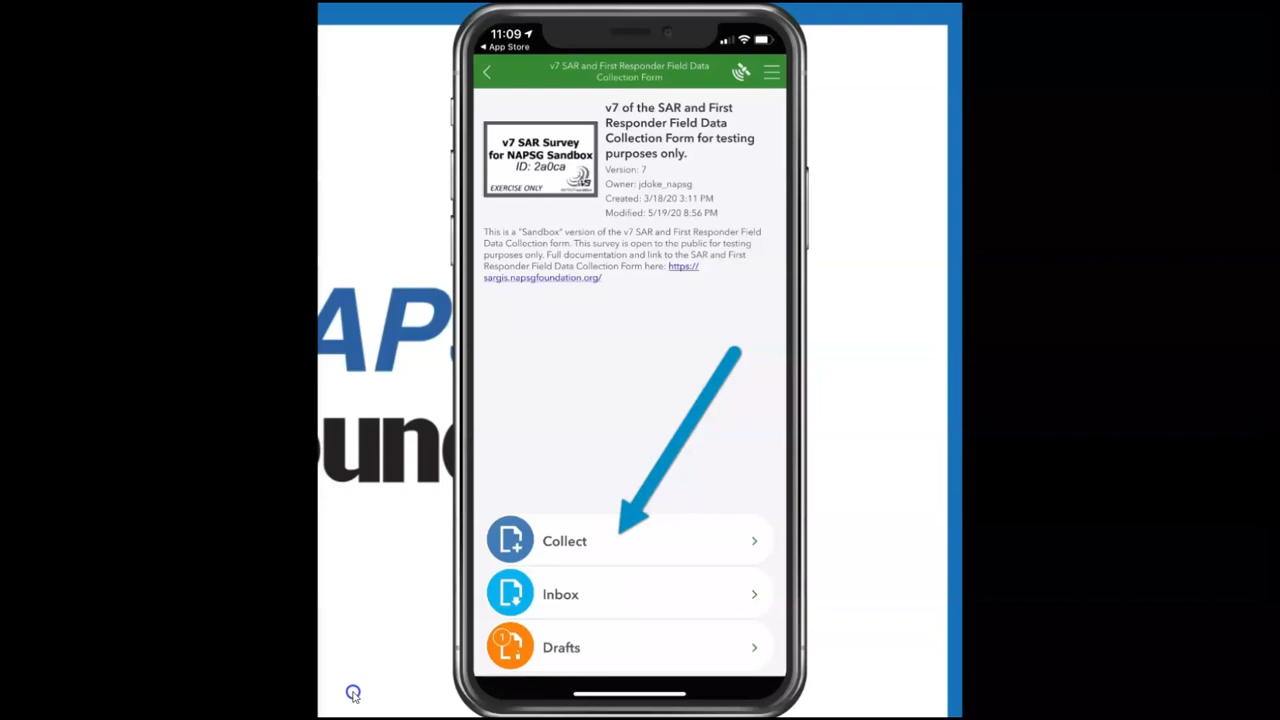 11:09
App Store
v7 SAR and First Responder Field Data
Collection Form
v7 of the SAR and First
Responder Field Data
Collection Form for testing
purposes only.
v7 SAR Survey
for NAPSG Sandbox
ID: 2a0ca
EXERCISE ONLY
Version: 7
Owner: jdoke_napsg
Created: 3/18/20 3:11 PM
Modified: 5/19/20 8:56 PM
This is a "Sandbox" version of the v7 SAR and First Responder Field
Data Collection form. This survey is open to the public for testing
purposes only. Full documentation and link to the SAR and First
Responder Field Data Collection Form here: https://
sargis.napsgfoundation.org/
APS
ound
Collect
Inbox
1
Drafts